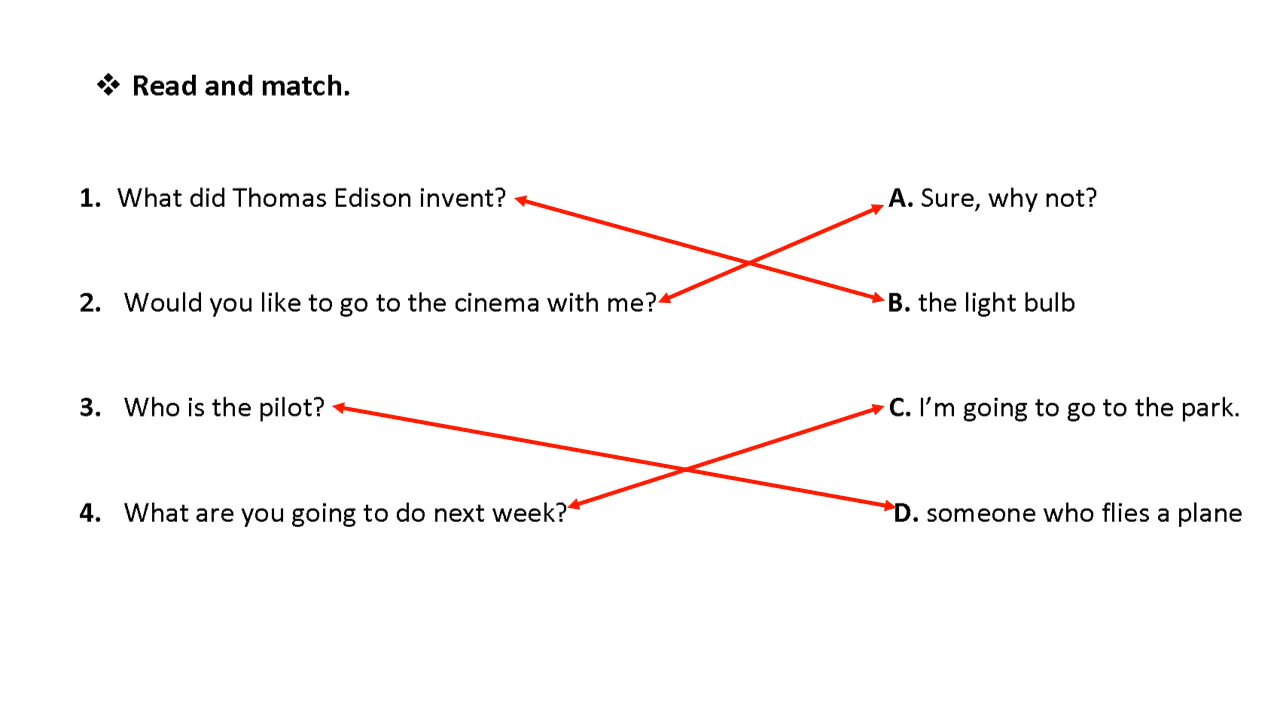 ❖ Read and match.
1. What did Thomas Edison invent?
A. Sure, why not?
2. Would you like to go to the cinema with me?
B. the light bulb
3. Who is the pilot?
C. I’m going to go to the park.
4. What are you going to do next week?
D. someone who flies a plane